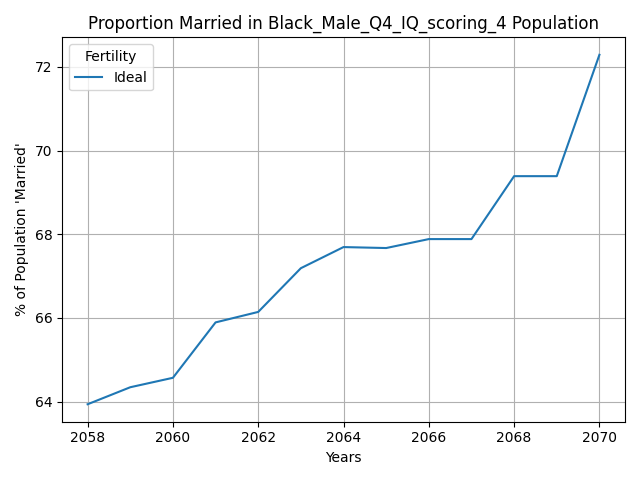 Proportion Married in Black_Male_Q4_IQ_scoring_4 Population
Fertility
Ideal
% of Population 'Married'
72
70
68
66
64
2058 2060 2062 2064 2066 2068 2070
Years